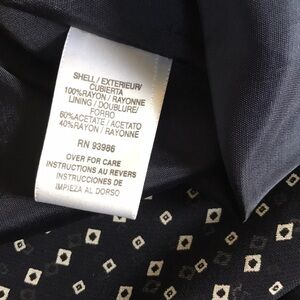 SHELL / EXTERIEUR/
CUBIERTA
100%RAYON / RAYONNE
LINING / DOUBLURE/
FORRO
60%ACETATE / ACETATO
40%RAYON / RAYONNE
RN 93986
OVER FOR CARE
INSTRUCTIONS AU REVERS
INSTRUCCIONES DE
IMPIEZA AL DORSO